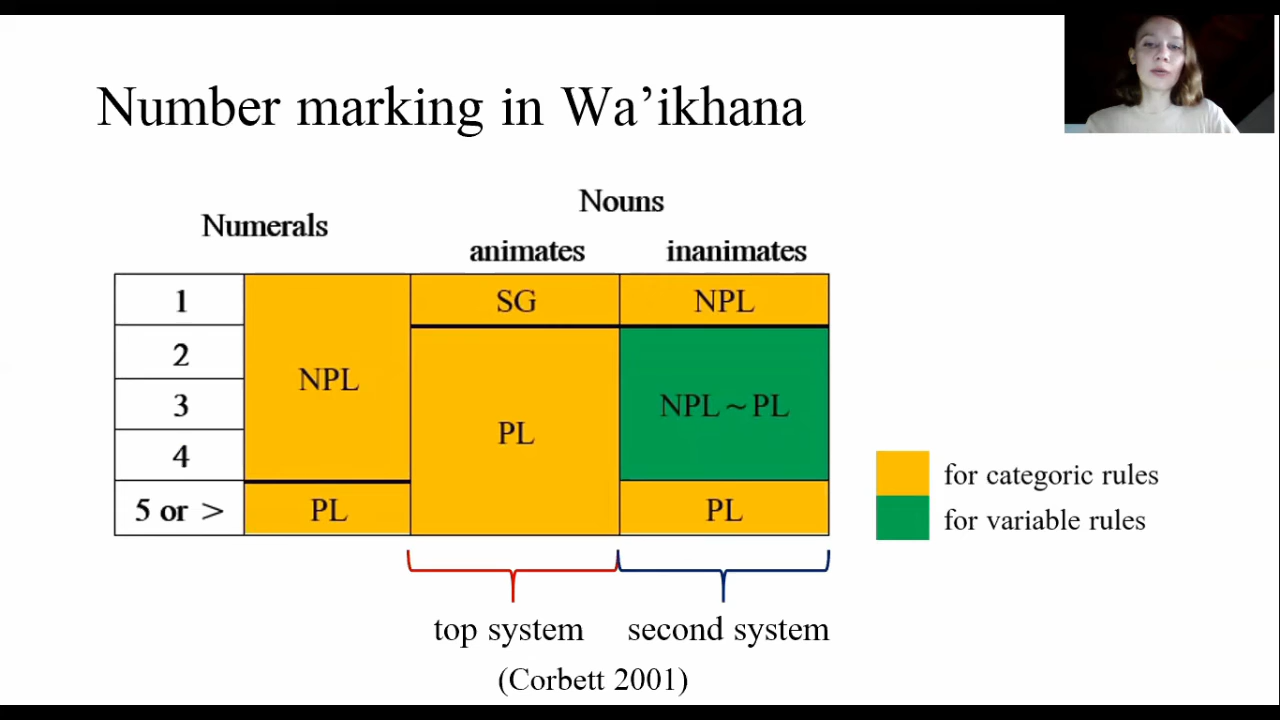 Number marking in Wa’ikhana
Nouns
Numerals
animates inanimates
1 SG NPL
2
3 NPL PL NPL ~ PL
4
5 or > PL PL
for categoric rules
for variable rules
top system second system
(Corbett 2001)